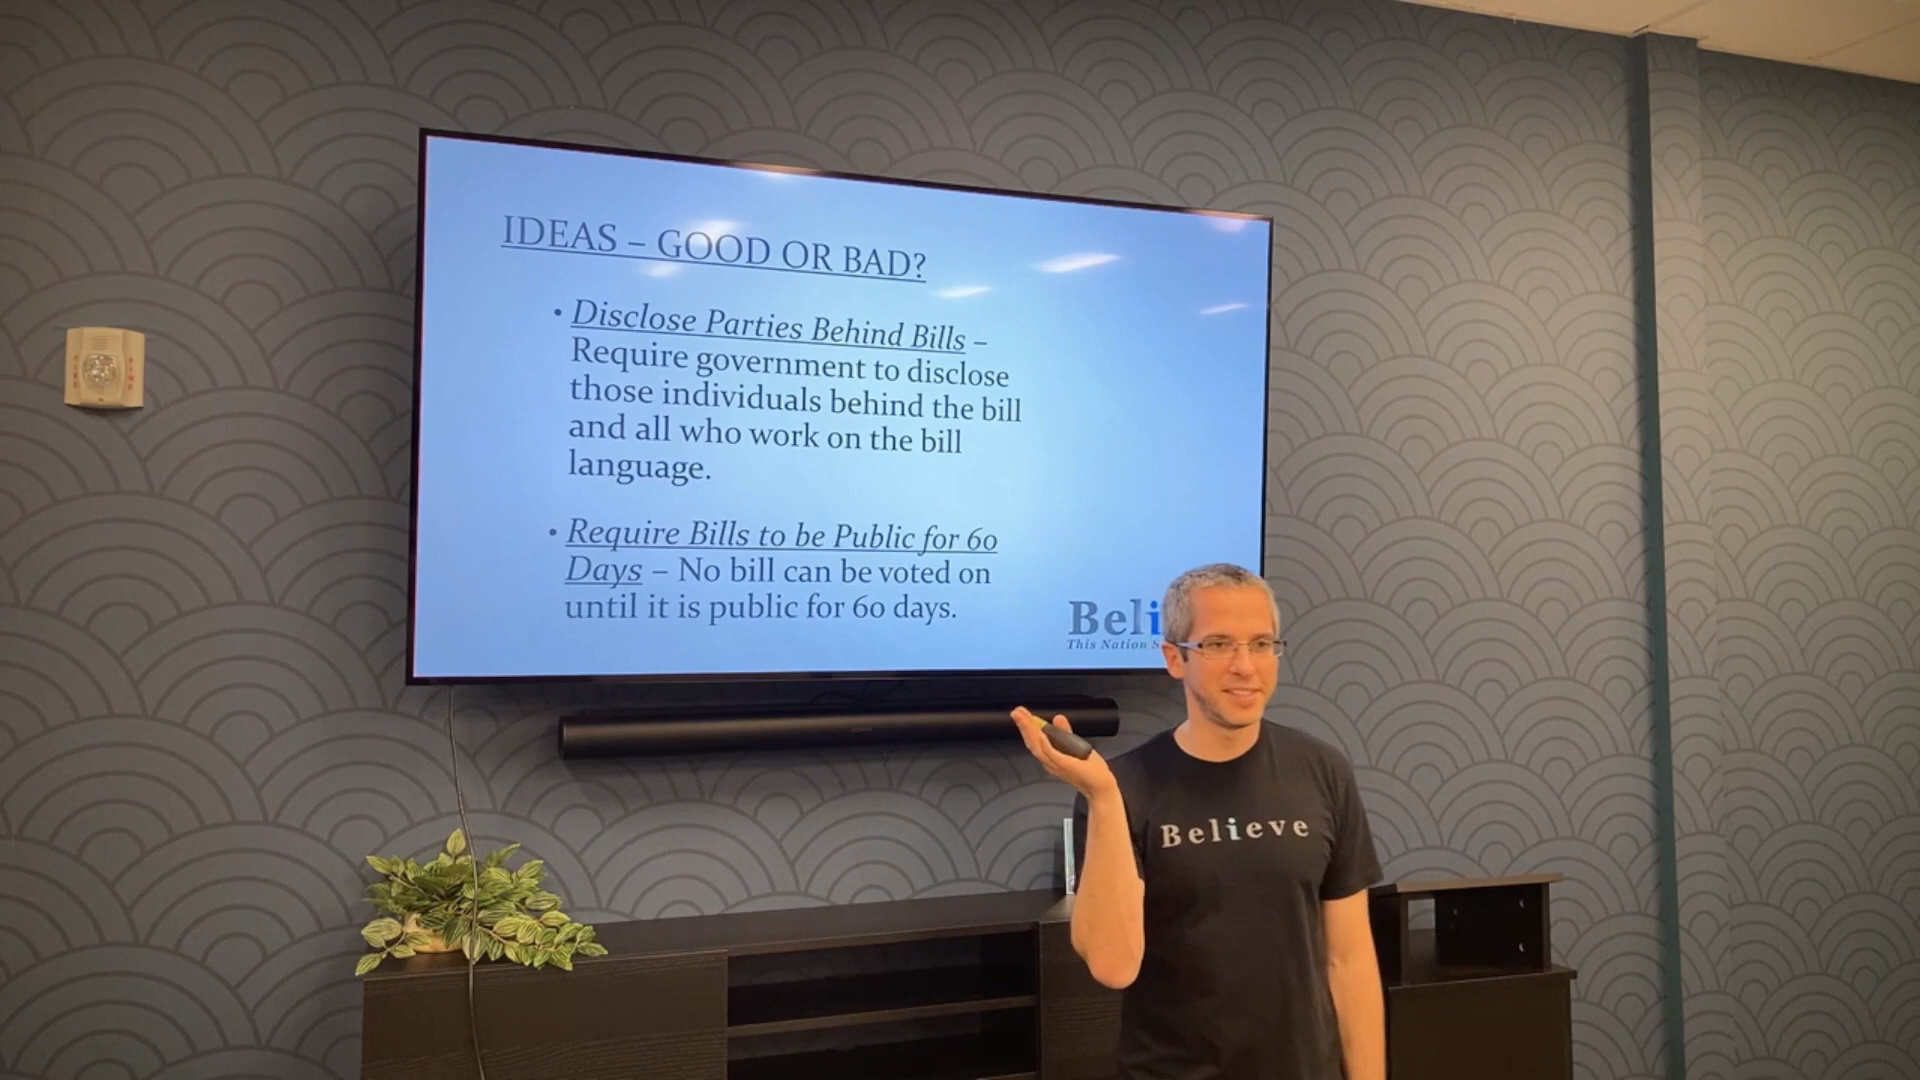 IDEAS – GOOD OR BAD?
• Disclose Parties Behind Bills –
Require government to disclose
those individuals behind the bill
and all who work on the bill
language.
• Require Bills to be Public for 60
Days – No bill can be voted on
until it is public for 60 days.
Beli
This Nation S
Believe
FIRE
FIRE